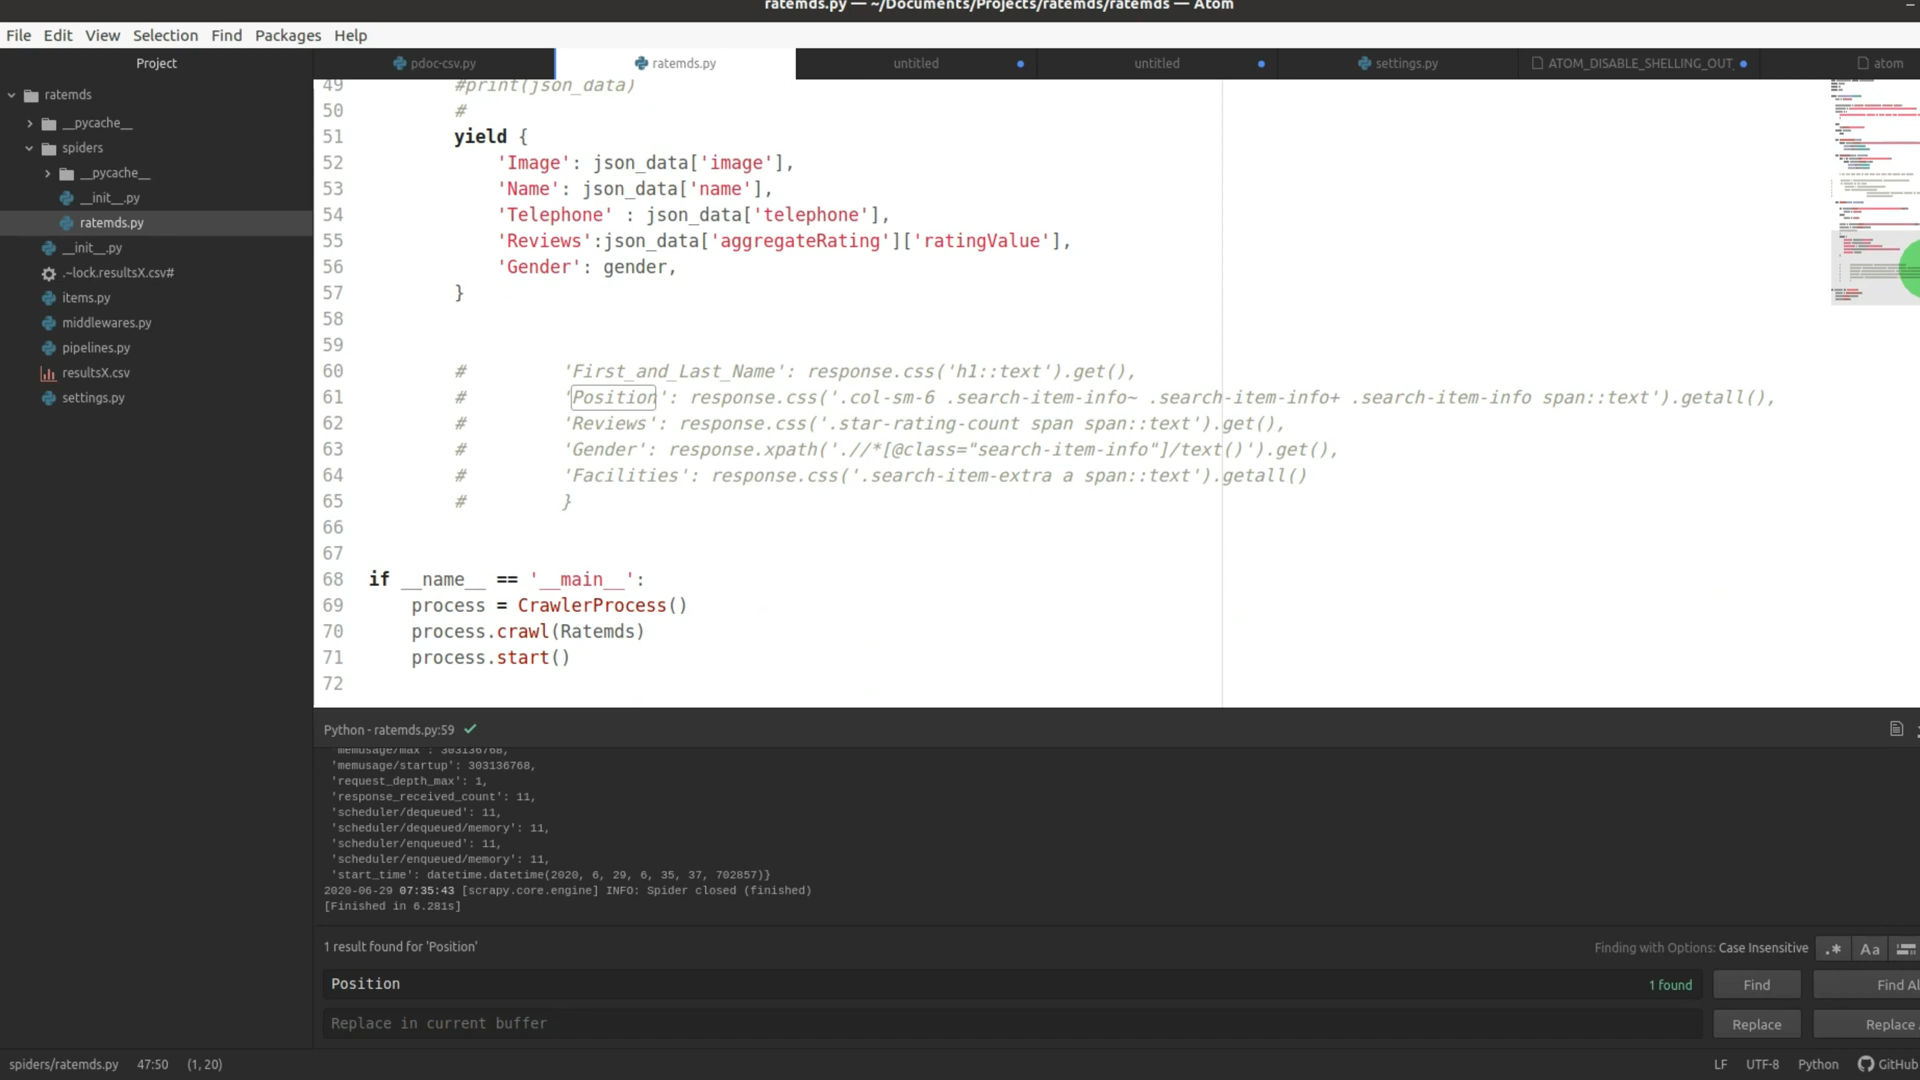 ratemds.py — ~/Documents/Projects/ratemds/ratemds — Atom
File Edit View Selection Find Packages Help
Project
pdoc-csv.py
ratemds.py
untitled
untitled
settings.py
ATOM_DISABLE_SHELLING_OUT
atom
ratemds
__pycache__
spiders
__pycache__
__init__.py
ratemds.py
__init__.py
.~lock.resultsX.csv#
items.py
middlewares.py
pipelines.py
resultsX.csv
settings.py
49 #print(json_data)
50 #
51 yield {
52 'Image': json_data['image'],
53 'Name': json_data['name'],
54 'Telephone' : json_data['telephone'],
55 'Reviews':json_data['aggregateRating']['ratingValue'],
56 'Gender': gender,
57 }
58
59
60 # 'First_and_Last_Name': response.css('h1::text').get(),
61 # 'Position': response.css('.col-sm-6 .search-item-info~ .search-item-info+ .search-item-info span::text').getall(),
62 # 'Reviews': response.css('.star-rating-count span span::text').get(),
63 # 'Gender': response.xpath('.//*[@class="search-item-info"]/text()').get(),
64 # 'Facilities': response.css('.search-item-extra a span::text').getall()
65 # }
66
67
68 if __name__ == '__main__':
69 process = CrawlerProcess()
70 process.crawl(Ratemds)
71 process.start()
72
Python - ratemds.py:59
'memusage/max': 303136768,
'memusage/startup': 303136768,
'request_depth_max': 1,
'response_received_count': 11,
'scheduler/dequeued': 11,
'scheduler/dequeued/memory': 11,
'scheduler/enqueued': 11,
'scheduler/enqueued/memory': 11,
'start_time': datetime.datetime(2020, 6, 29, 6, 35, 37, 702857)}
2020-06-29 07:35:43 [scrapy.core.engine] INFO: Spider closed (finished)
[Finished in 6.281s]
1 result found for 'Position'
Finding with Options: Case Insensitive
.* Aa
Position
1 found
Find
Find Al
Replace in current buffer
Replace
Replace
spiders/ratemds.py 47:50 (1, 20)
LF UTF-8 Python GitHub